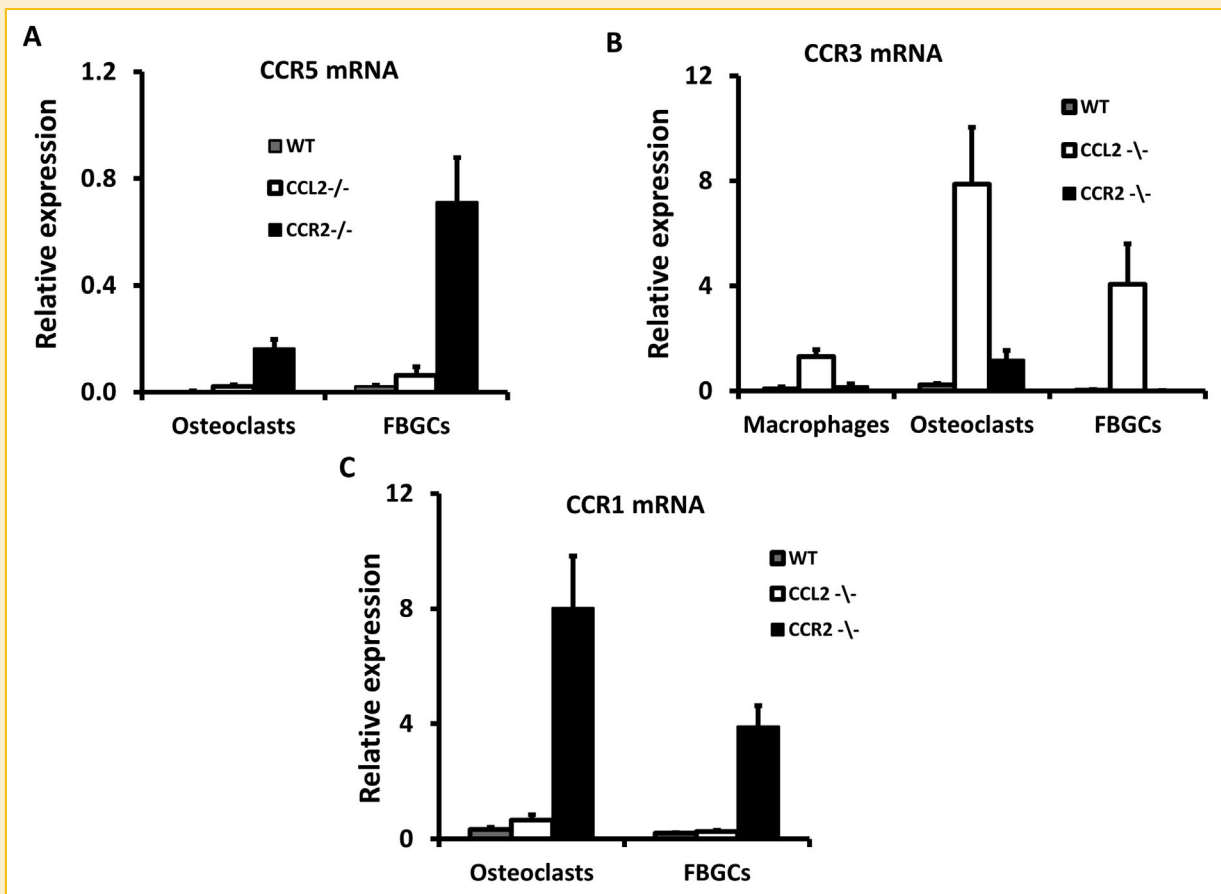 A
CCR5 mRNA
Relative expression
1.2
0.8
0.4
0.0
WT
CCL2-/-
CCR2-/-
Osteoclasts FBGCs
B
CCR3 mRNA
Relative expression
12
8
4
0
WT
CCL2 -\-
CCR2 -\-
Macrophages Osteoclasts FBGCs
C
CCR1 mRNA
Relative expression
12
8
4
0
WT
CCL2 -\-
CCR2 -\-
Osteoclasts FBGCs